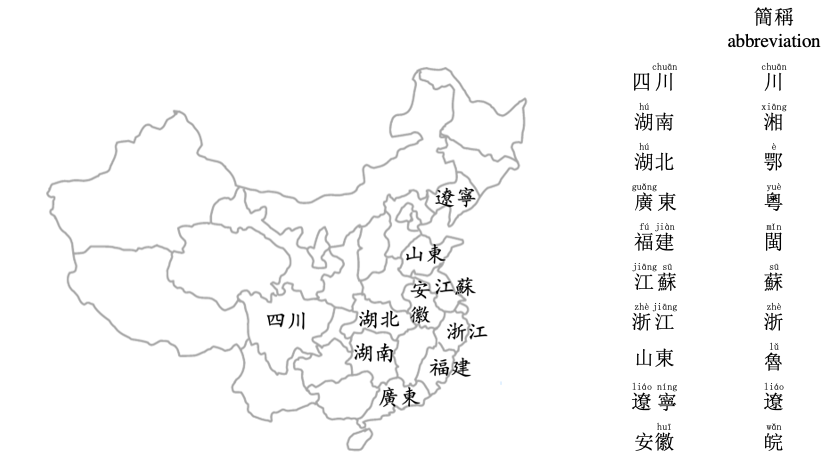 簡稱
abbreviation
遼寧
山東
安徽
江蘇
四川
湖北
浙江
湖南
福建
廣東
chuān chuān
四川 川
hú xiāng
湖南 湘
hú è
湖北 鄂
guǎng yuè
廣東 粵
fú jiàn mǐn
福建 閩
jiāng sū sū
江蘇 蘇
zhè jiāng zhè
浙江 浙
lǔ
山東 魯
liáo níng liáo
遼寧 遼
huī wǎn
安徽 皖